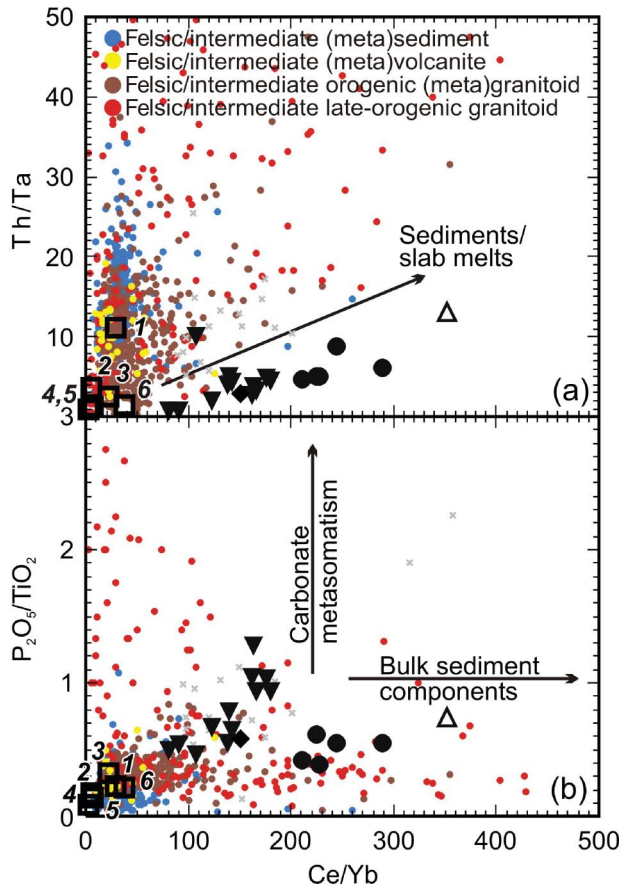 50
Felsic/intermediate (meta)sediment
Felsic/intermediate (meta)volcanite
Felsic/intermediate orogenic (meta)granitoid
Felsic/intermediate late-orogenic granitoid
40
30
Th/Ta
20
Sediments/
slab melts
10
1
2
3
6
4,5
(a)
3
2
P₂O₅/TiO₂
Carbonate
metasomatism
1
Bulk sediment
components
3
2
1
6
4
5
(b)
0
0
100
200
300
400
500
Ce/Yb